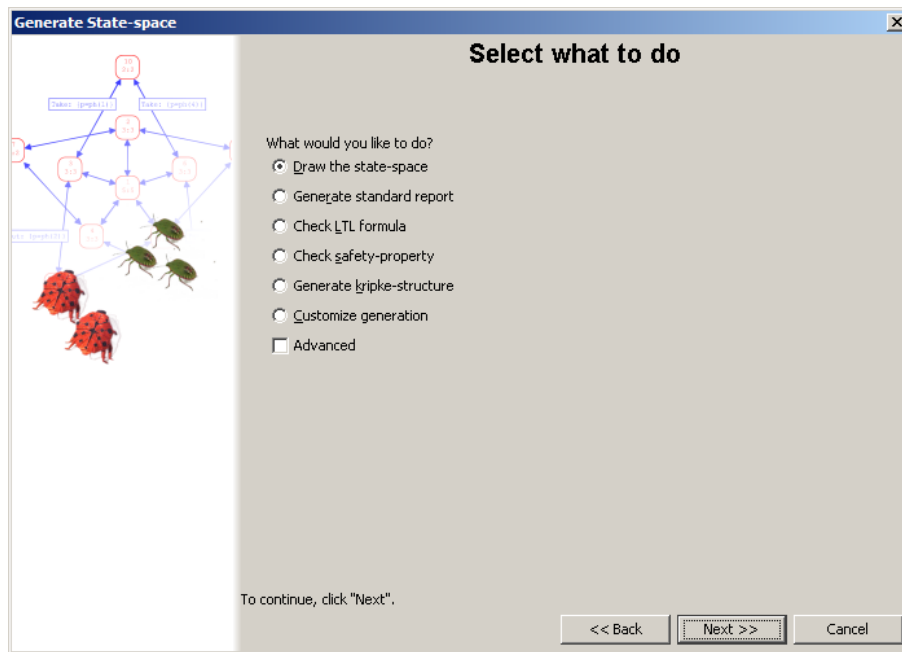 Generate State-space
Select what to do
What would you like to do?
Draw the state-space
Generate standard report
Check LTL formula
Check safety-property
Generate kripke-structure
Customize generation
Advanced
To continue, click "Next".
<< Back
Next >>
Cancel